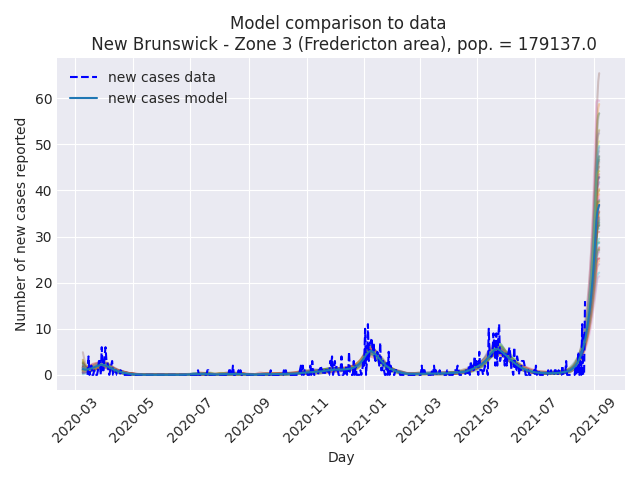 Model comparison to data
New Brunswick - Zone 3 (Fredericton area), pop. = 179137.0
new cases data
new cases model
Number of new cases reported
60
50
40
30
20
10
0
2020-03
2020-05
2020-07
2020-09
2020-11
2021-01
2021-03
2021-05
2021-07
2021-09
Day